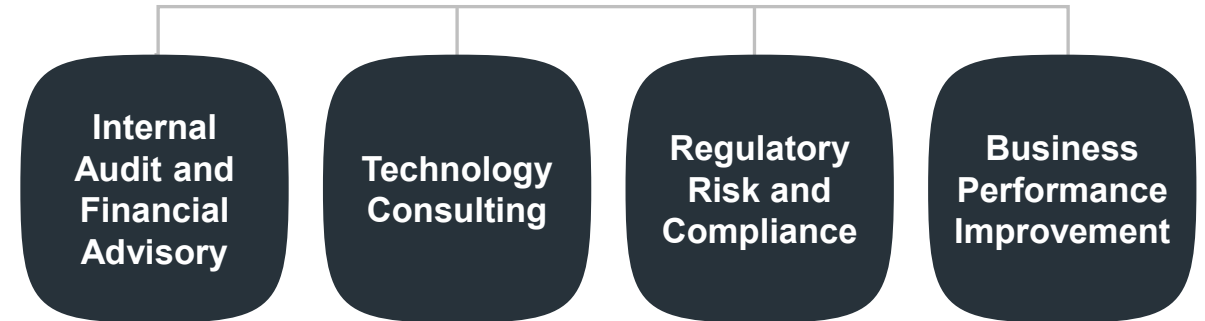 Internal
Audit and
Financial
Advisory
Technology
Consulting
Regulatory
Risk and
Compliance
Business
Performance
Improvement